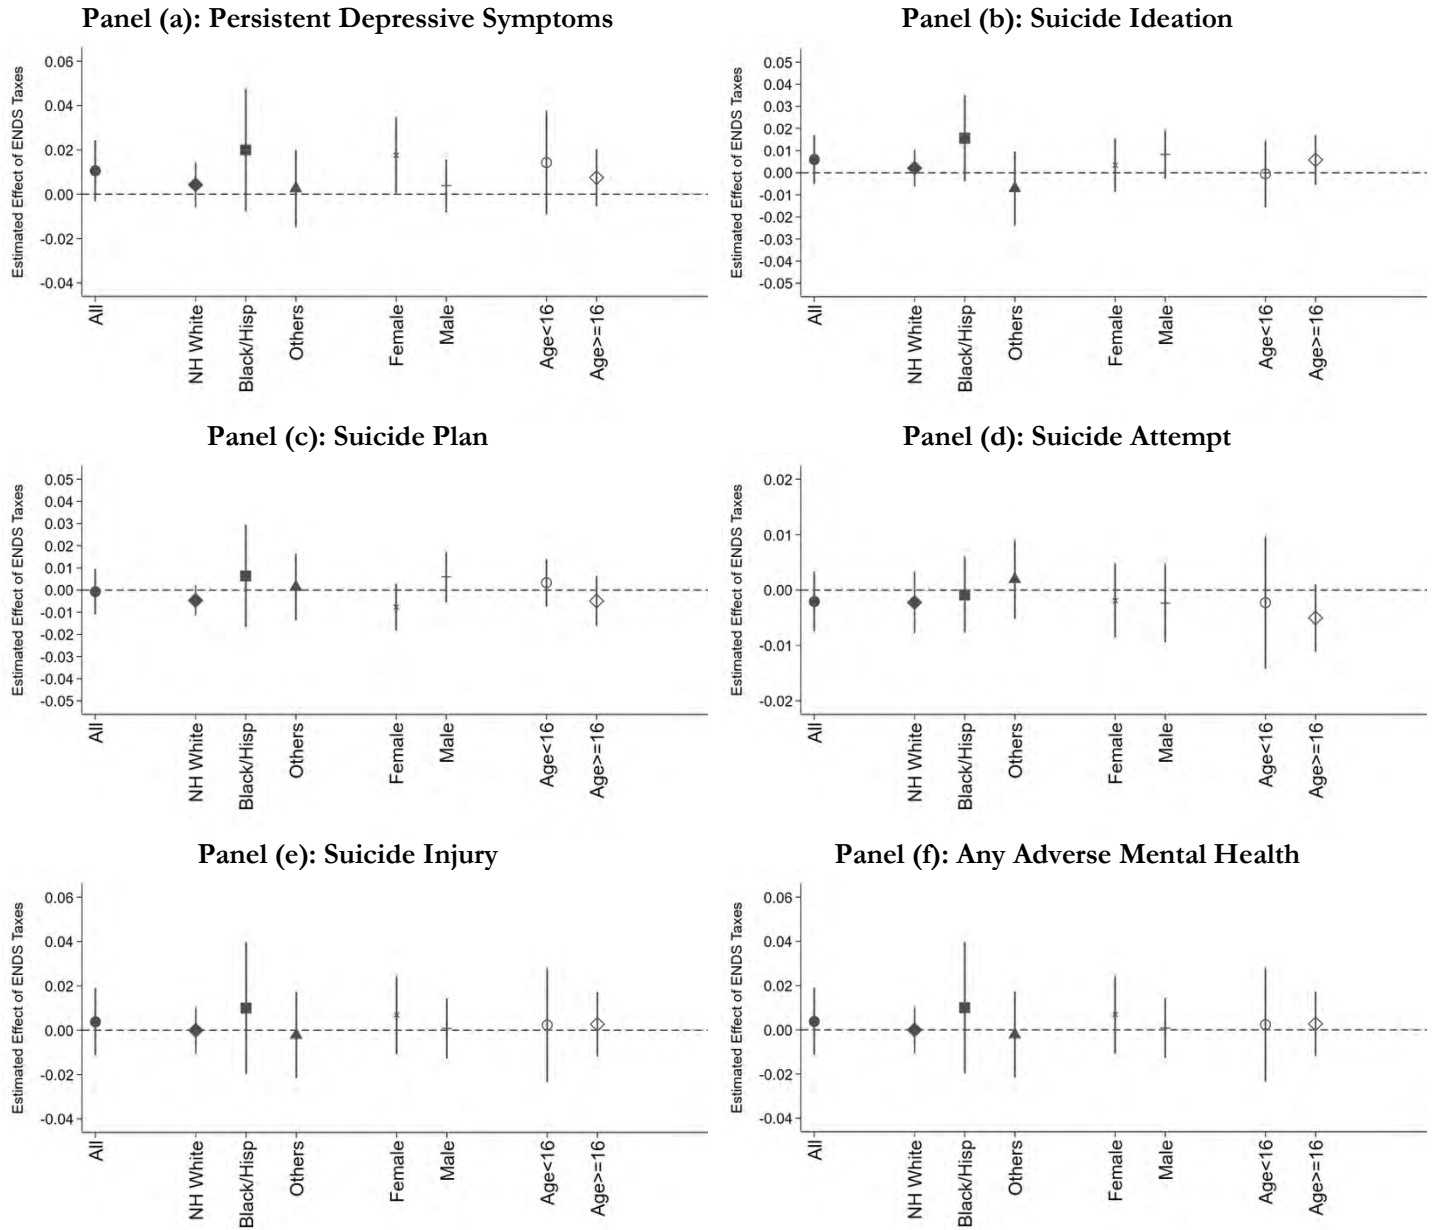 Panel (a): Persistent Depressive Symptoms
Estimated Effect of ENDS Taxes
0.06
0.04
0.02
0.00
-0.02
-0.04
All
NH White
Black/Hisp
Others
Female
Male
Age<16
Age>=16
Panel (b): Suicide Ideation
Estimated Effect of ENDS Taxes
0.05
0.04
0.03
0.02
0.01
0.00
-0.01
-0.02
-0.03
-0.04
-0.05
All
NH White
Black/Hisp
Others
Female
Male
Age<16
Age>=16
Panel (c): Suicide Plan
Estimated Effect of ENDS Taxes
0.05
0.04
0.03
0.02
0.01
0.00
-0.01
-0.02
-0.03
-0.04
-0.05
All
NH White
Black/Hisp
Others
Female
Male
Age<16
Age>=16
Panel (d): Suicide Attempt
Estimated Effect of ENDS Taxes
0.02
0.01
0.00
-0.01
-0.02
All
NH White
Black/Hisp
Others
Female
Male
Age<16
Age>=16
Panel (e): Suicide Injury
Estimated Effect of ENDS Taxes
0.06
0.04
0.02
0.00
-0.02
-0.04
All
NH White
Black/Hisp
Others
Female
Male
Age<16
Age>=16
Panel (f): Any Adverse Mental Health
Estimated Effect of ENDS Taxes
0.06
0.04
0.02
0.00
-0.02
-0.04
All
NH White
Black/Hisp
Others
Female
Male
Age<16
Age>=16